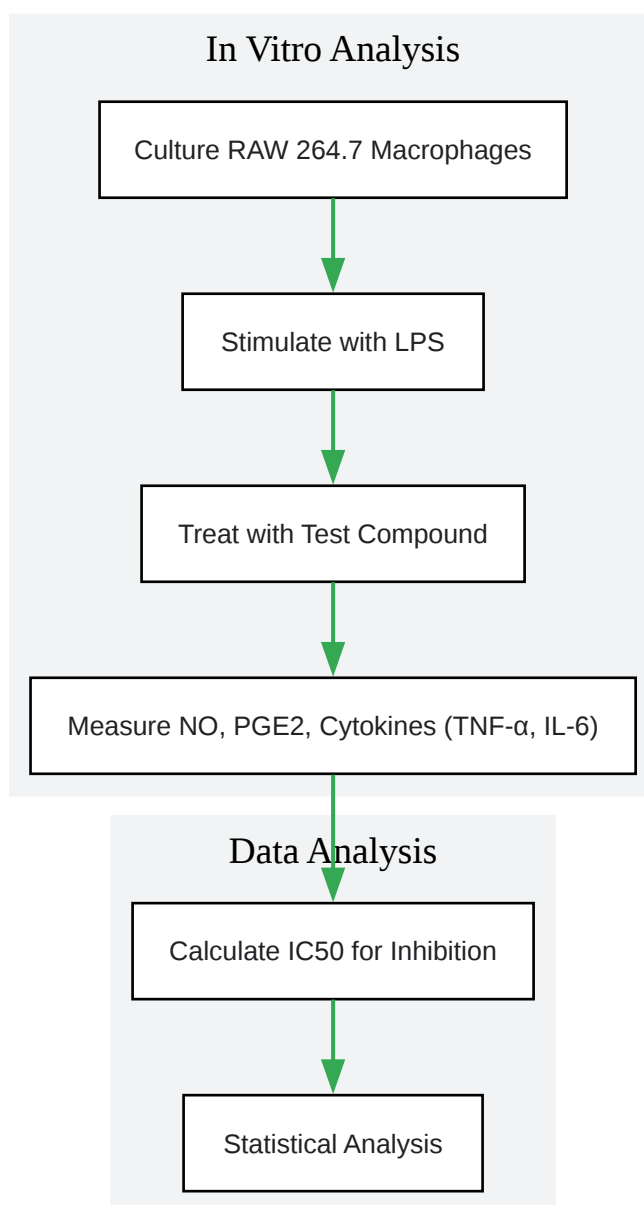 In Vitro Analysis
Culture RAW 264.7 Macrophages
Stimulate with LPS
Treat with Test Compound
Measure NO, PGE2, Cytokines (TNF-α, IL-6)
Data Analysis
Calculate IC50 for Inhibition
Statistical Analysis